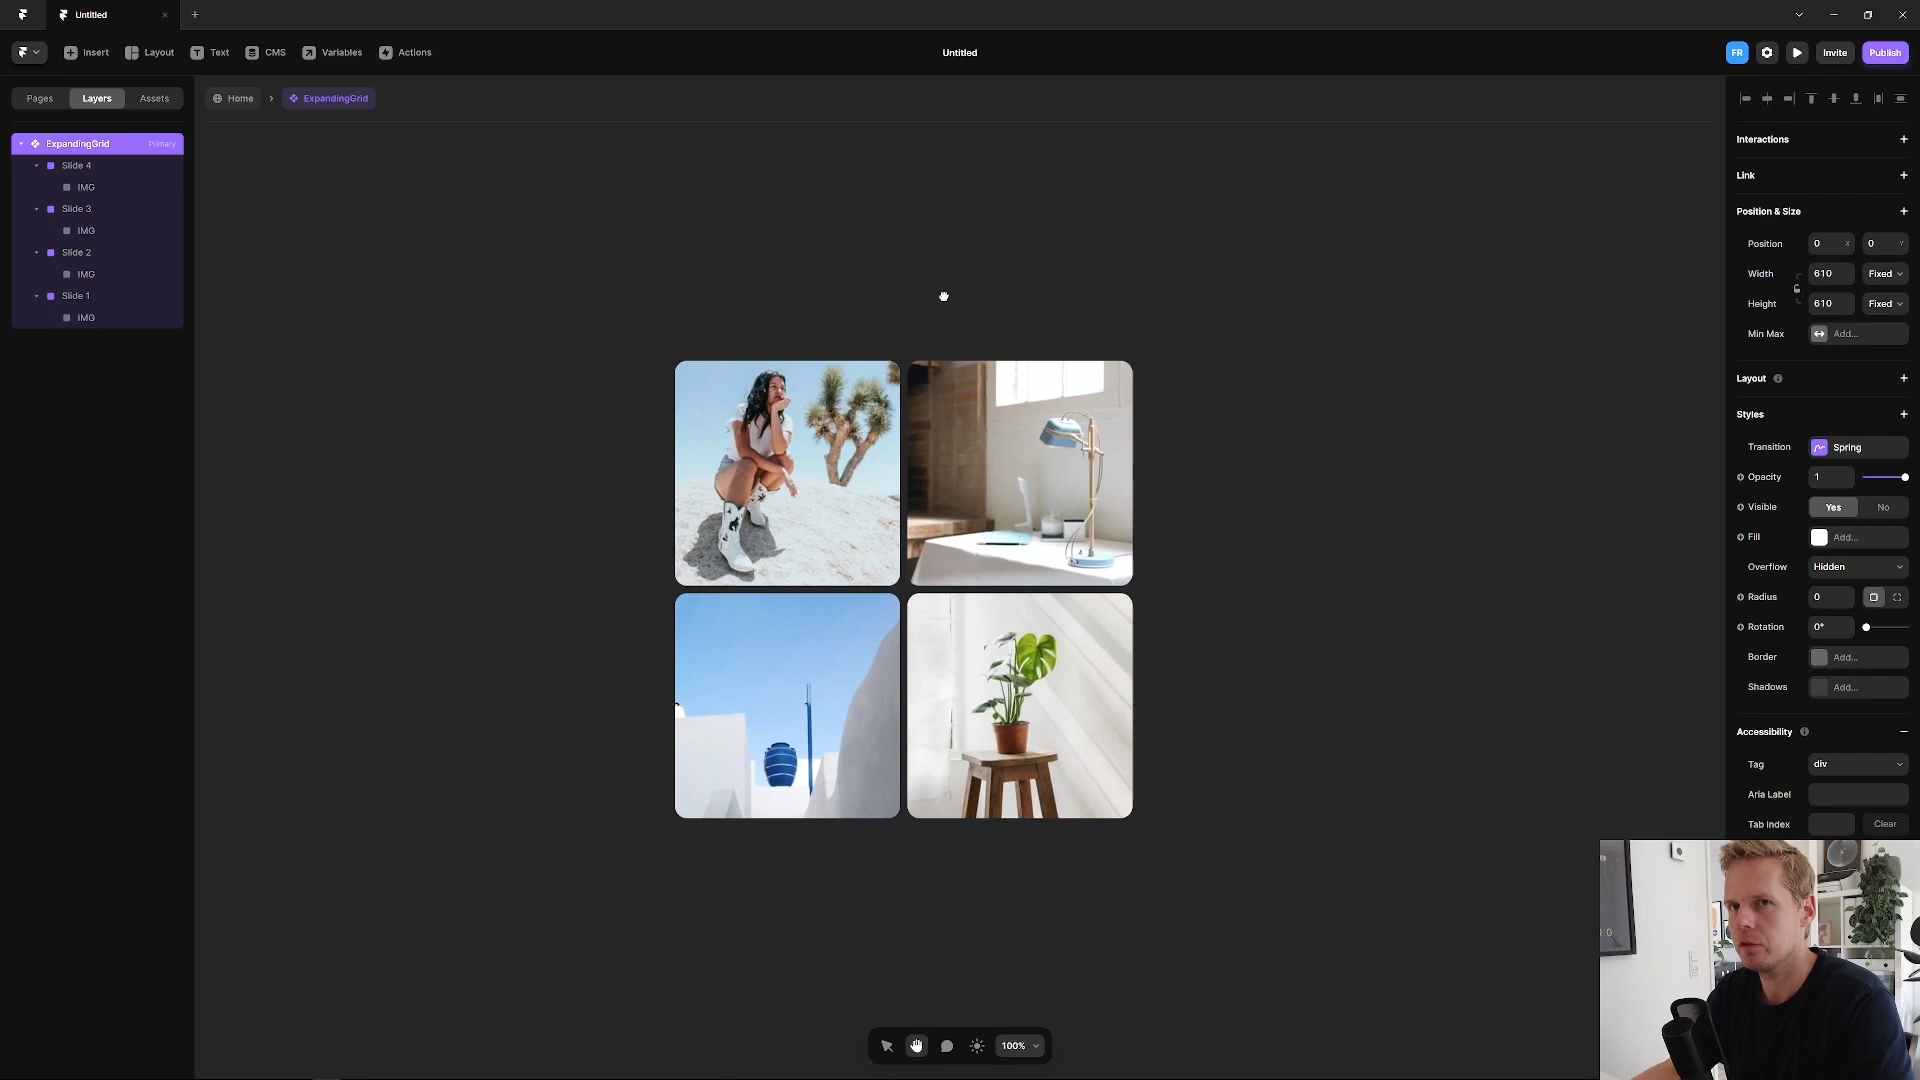 Untitled
Insert
Layout
Text
CMS
Variables
Actions
Untitled
FR
Invite
Publish
Pages
Layers
Assets
Home
ExpandingGrid
ExpandingGrid
Primary
Slide 4
IMG
Slide 3
IMG
Slide 2
IMG
Slide 1
IMG
Interactions
Link
Position & Size
Position
0 X
0 Y
Width
610
Fixed
Height
610
Fixed
Min Max
Add...
Layout
Styles
Transition
Spring
Opacity
1
Visible
Yes
No
Fill
Add...
Overflow
Hidden
Radius
0
Rotation
0°
Border
Add...
Shadows
Add...
Accessibility
Tag
div
Aria Label
Tab Index
Clear
100%